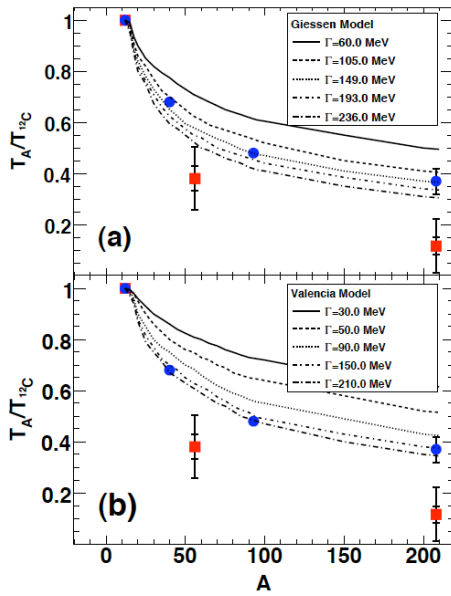 1
0.8
0.6
0.4
0.2
T_A/T_12C
(a)
Giessen Model
Γ=60.0 MeV
Γ=105.0 MeV
Γ=149.0 MeV
Γ=193.0 MeV
Γ=236.0 MeV
1
0.8
0.6
0.4
0.2
T_A/T_12C
(b)
Valencia Model
Γ=30.0 MeV
Γ=50.0 MeV
Γ=90.0 MeV
Γ=150.0 MeV
Γ=210.0 MeV
0 50 100 150 200
A